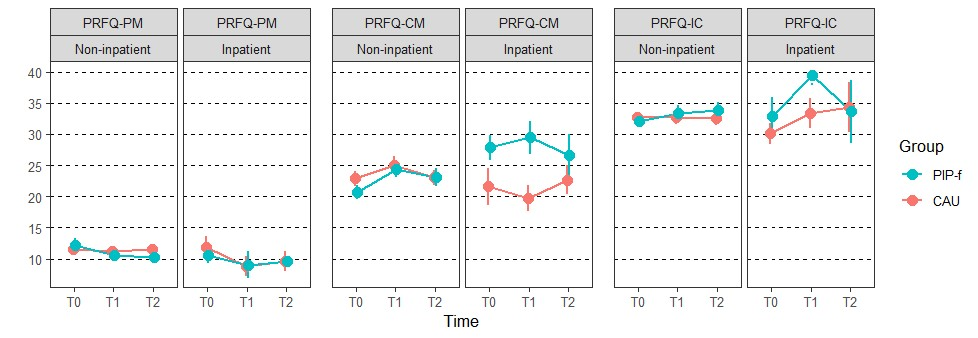 PRFQ-PM PRFQ-PM PRFQ-CM PRFQ-CM PRFQ-IC PRFQ-IC
Non-inpatient Inpatient Non-inpatient Inpatient Non-inpatient Inpatient
40
35
30
25
20
15
10
Group
PIP-f
CAU
T0 T1 T2 T0 T1 T2 T0 T1 T2 T0 T1 T2 T0 T1 T2 T0 T1 T2
Time